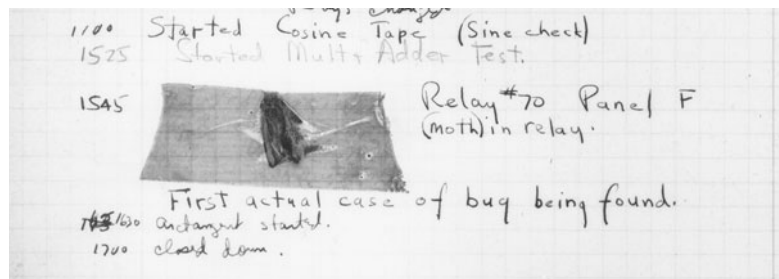 1100 Started Cosine Tape (Sine check)
1525 Started Mult+ Adder Test.
1545 Relay #70 Panel F
(moth) in relay.
First actual case of bug being found.
1630 arctangent started.
1700 closed down.